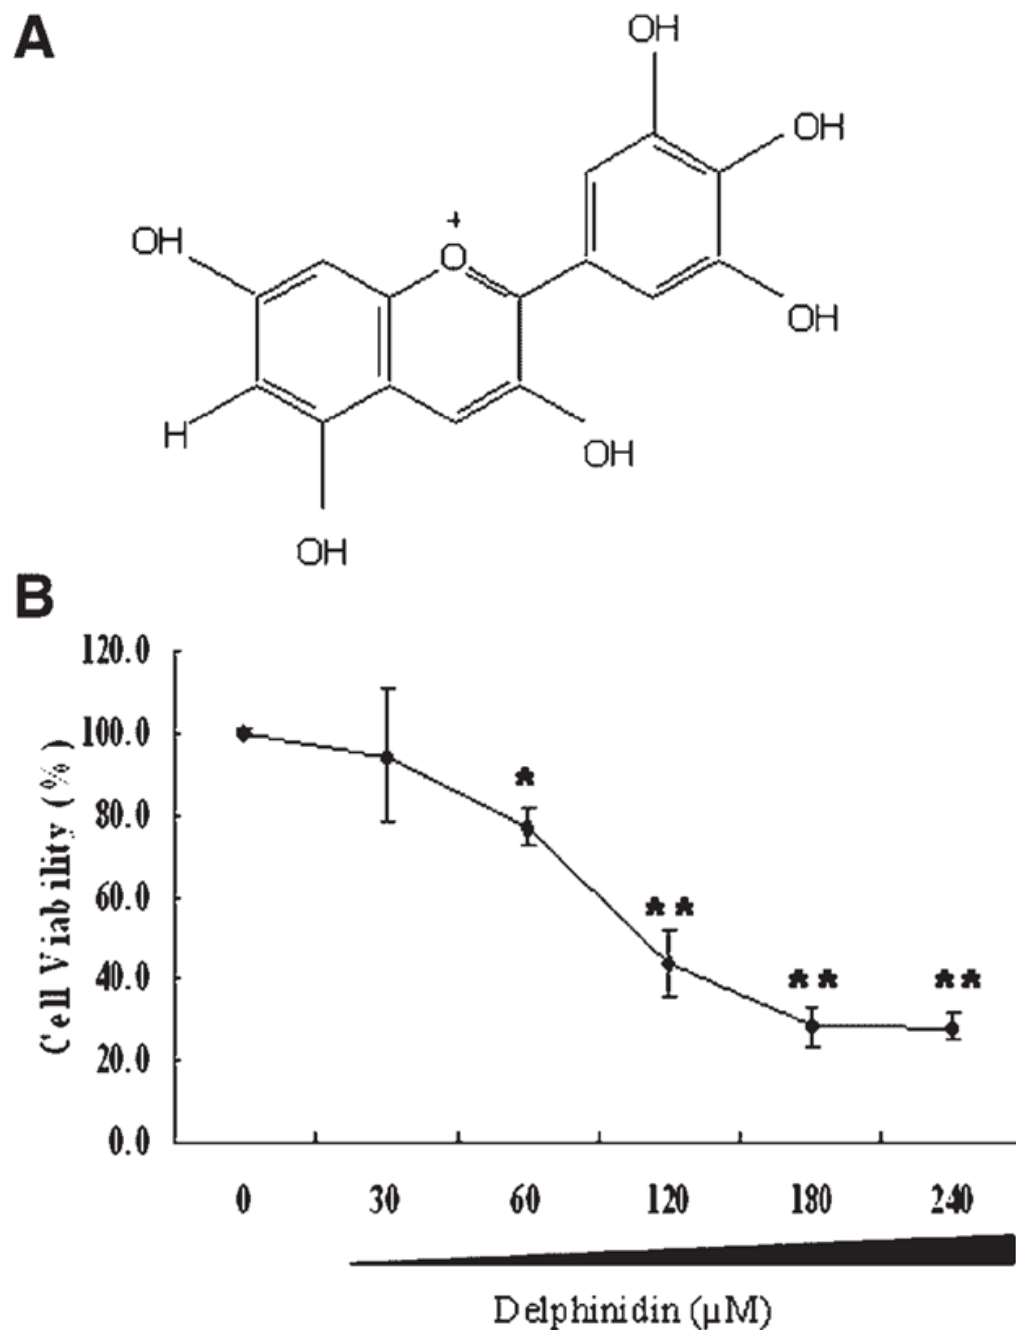 A
OH
OH
+
OH
O
OH
H
OH
OH
B
120.0
100.0
*
80.0
60.0
**
40.0
** **
20.0
0.0
Cell Viability (%)
0 30 60 120 180 240
Delphinidin (μM)